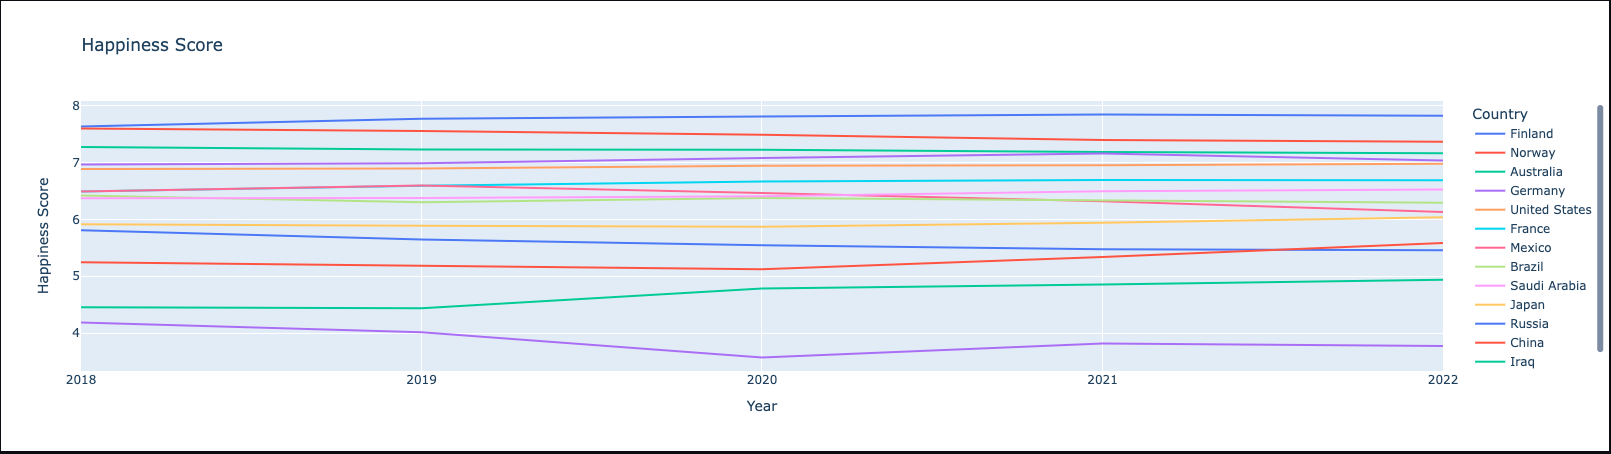 Happiness Score
8
7
6
5
4
Happiness Score
2018 2019 2020 2021 2022
Year
Country
Finland
Norway
Australia
Germany
United States
France
Mexico
Brazil
Saudi Arabia
Japan
Russia
China
Iraq